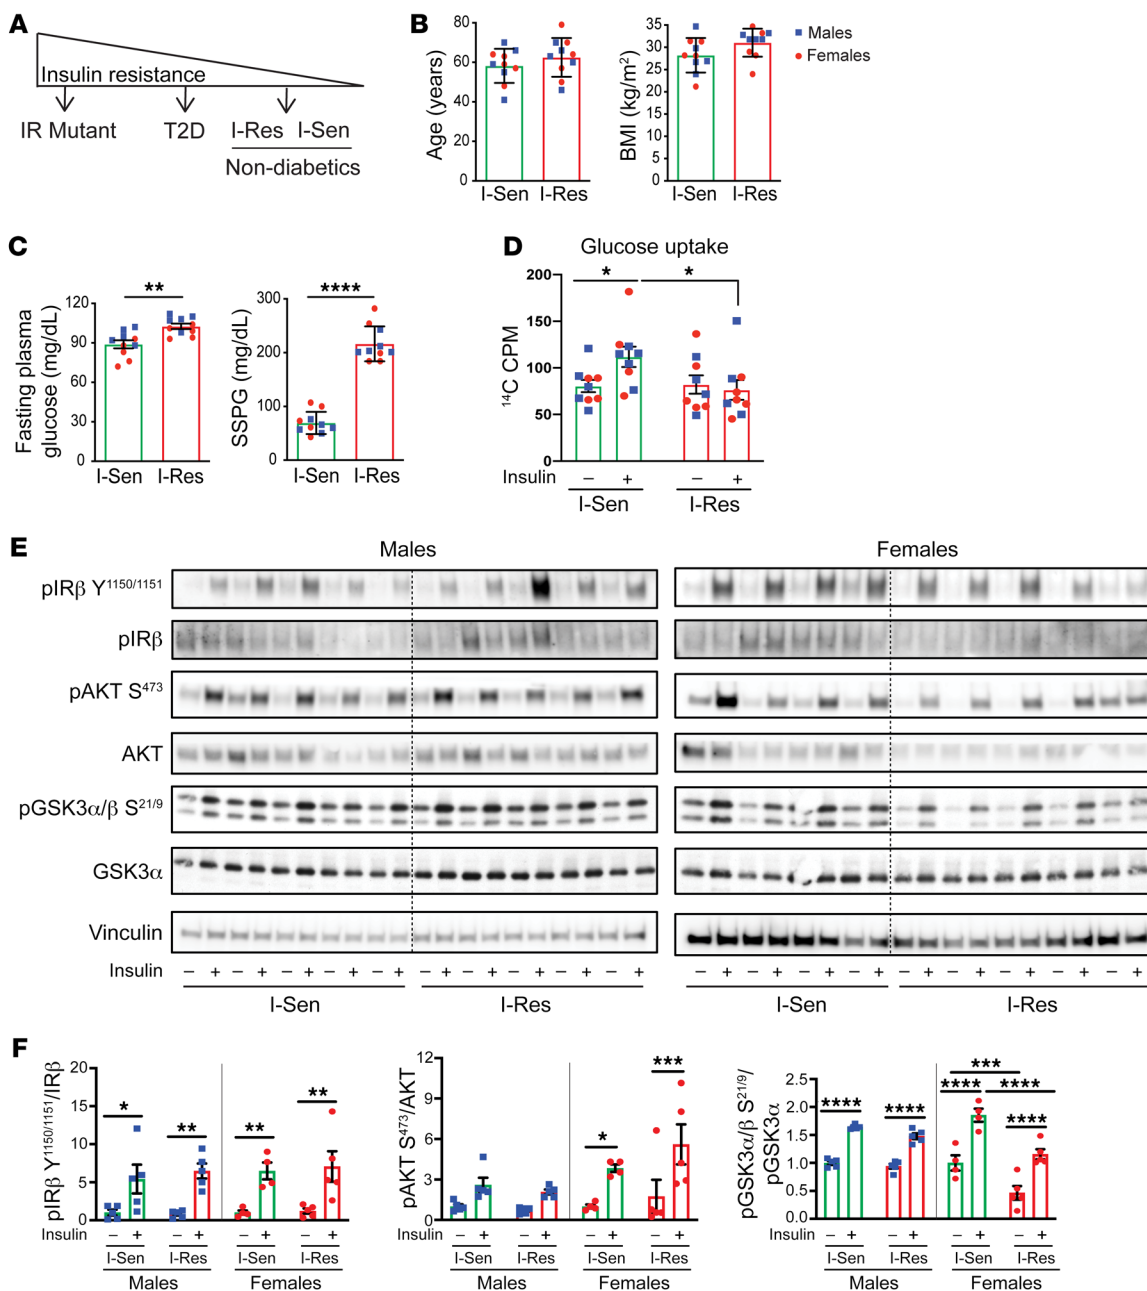 A
Insulin resistance
IR Mutant
T2D
I-Res I-Sen
Non-diabetics
B
Age (years)
80
60
40
20
0
I-Sen I-Res
BMI (kg/m²)
35
30
25
20
15
10
5
0
I-Sen I-Res
Males
Females
C
Fasting plasma
glucose (mg/dL)
120
90
60
30
0
**
I-Sen I-Res
SSPG (mg/dL)
300
200
100
0
****
I-Sen I-Res
D
Glucose uptake
¹⁴C CPM
200
150
100
50
0
* *
Insulin – + – +
I-Sen I-Res
E
Males Females
pIRβ Y1150/1151
pIRβ
pAKT S473
AKT
pGSK3α/β S21/9
GSK3α
Vinculin
Insulin – + – + – + – + – + – + – + – + – + – + – + – + – + – + – + – + – + – + –
I-Sen I-Res I-Sen I-Res
F
pIRβ Y1150/1151/IRβ
20
15
10
5
0
* ** ** **
Insulin – + – + – + – +
I-Sen I-Res I-Sen I-Res
Males Females
pAKT S473/AKT
12
9
6
3
0
* ***
Insulin – + – + – + – +
I-Sen I-Res I-Sen I-Res
Males Females
pGSK3α/β S21/9/
pGSK3α
2.5
2.0
1.5
1.0
0.5
0.0
**** **** **** *** **** ****
Insulin – + – + – + – +
I-Sen I-Res I-Sen I-Res
Males Females